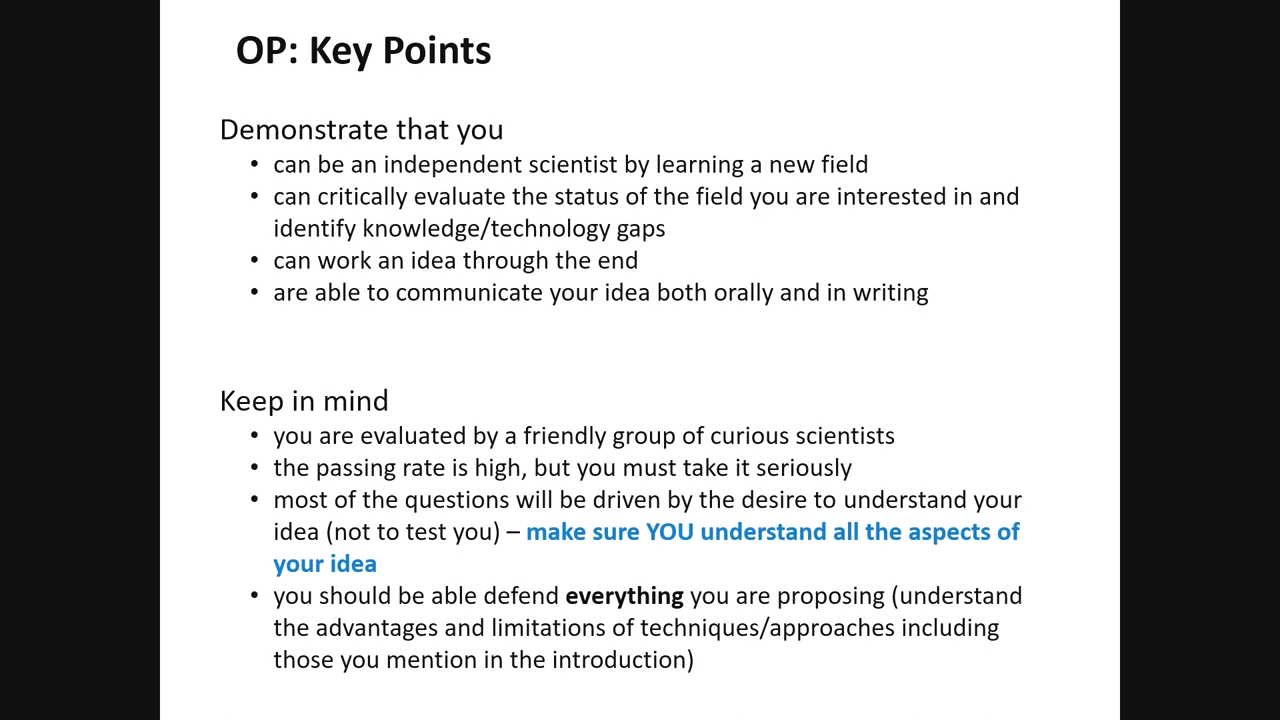 OP: Key Points
Demonstrate that you
• can be an independent scientist by learning a new field
• can critically evaluate the status of the field you are interested in and
identify knowledge/technology gaps
• can work an idea through the end
• are able to communicate your idea both orally and in writing
Keep in mind
• you are evaluated by a friendly group of curious scientists
• the passing rate is high, but you must take it seriously
• most of the questions will be driven by the desire to understand your
idea (not to test you) – make sure YOU understand all the aspects of
your idea
• you should be able defend everything you are proposing (understand
the advantages and limitations of techniques/approaches including
those you mention in the introduction)